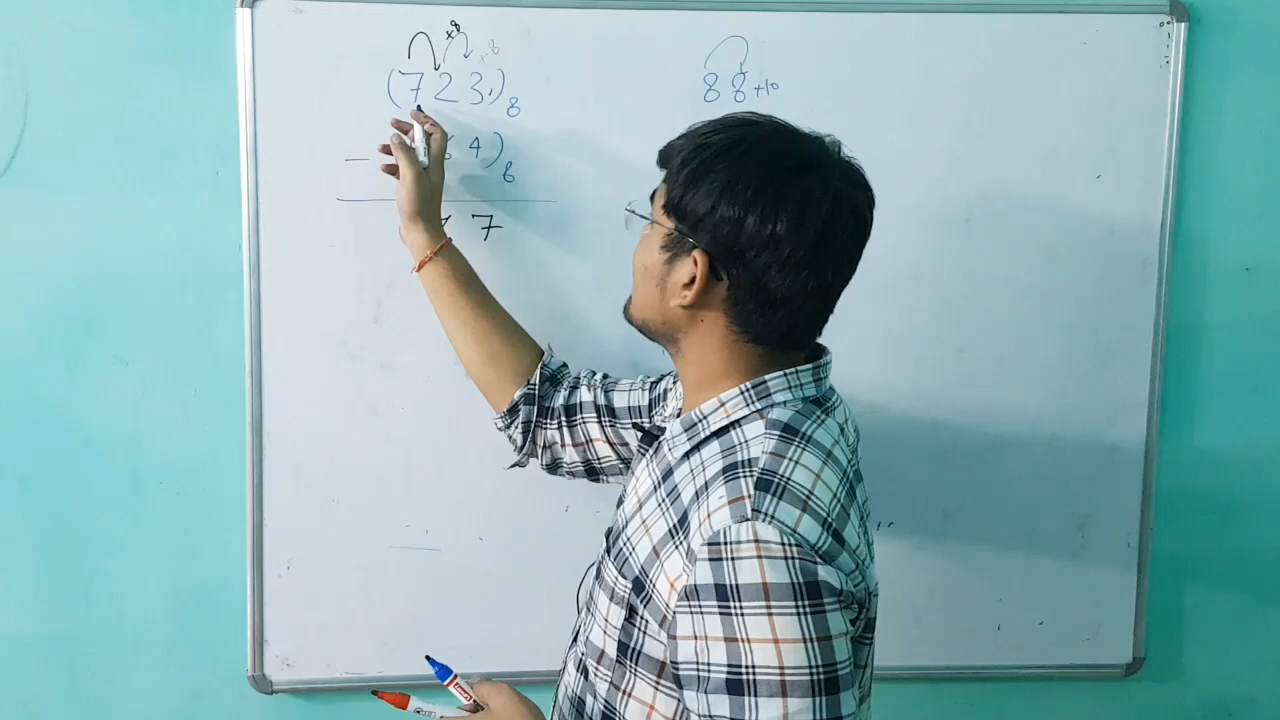 ×8 ×8
(723)₈ 88+10
— 4)₈
7